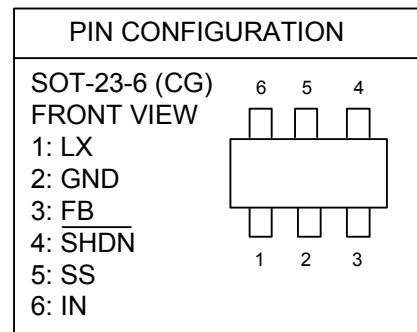 PIN CONFIGURATION
SOT-23-6 (CG)
FRONT VIEW
1: LX
2: GND
3: FB
4: S̅H̅D̅N̅
5: SS
6: IN
6 5 4
1 2 3